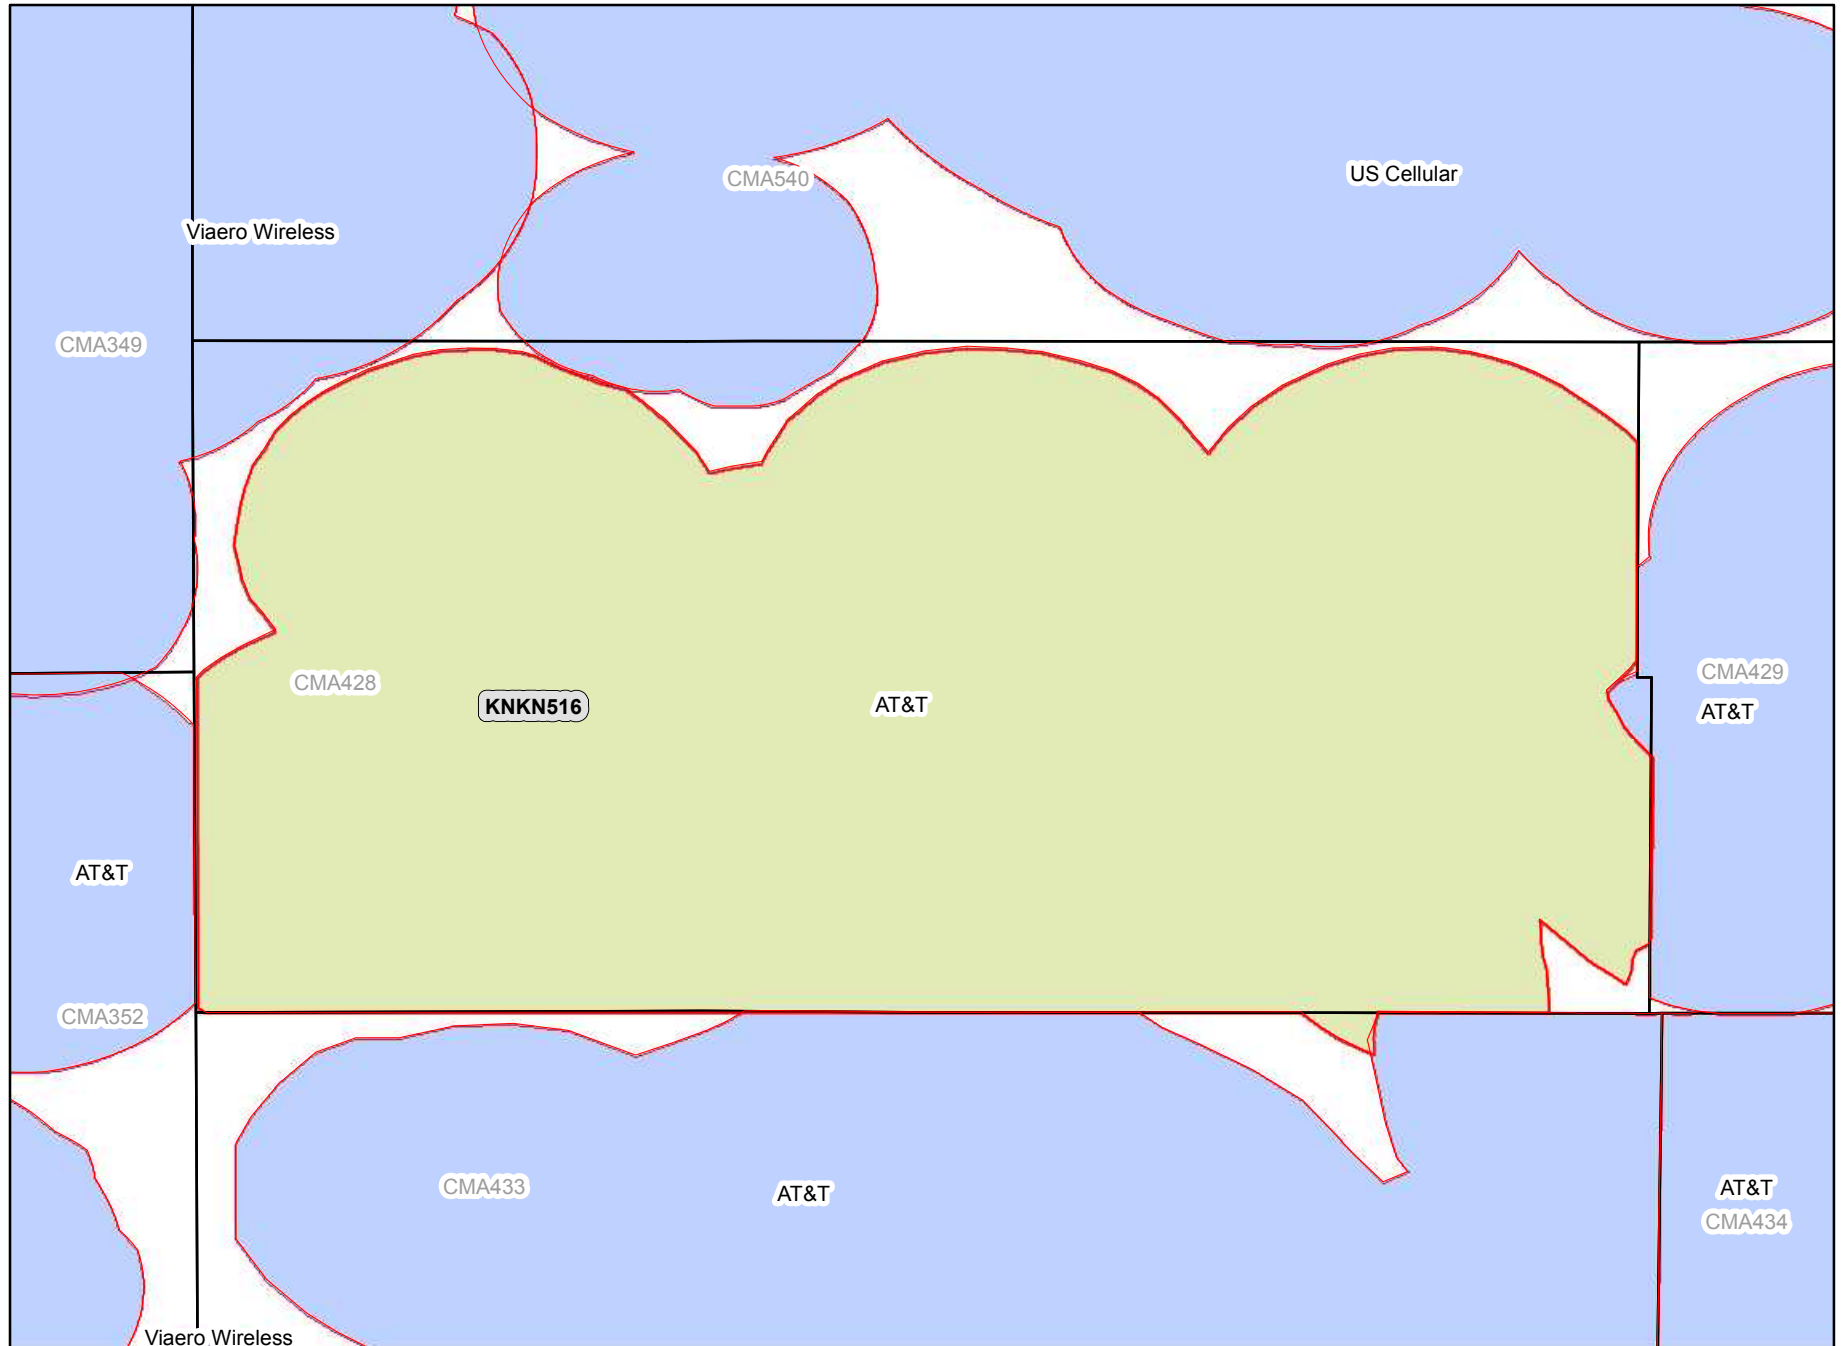 US Cellular
CMA540
Viaero Wireless
CMA349
CMA428
KNKN516
AT&T
CMA429
AT&T
AT&T
CMA352
CMA433
AT&T
AT&T
CMA434
Viaero Wireless